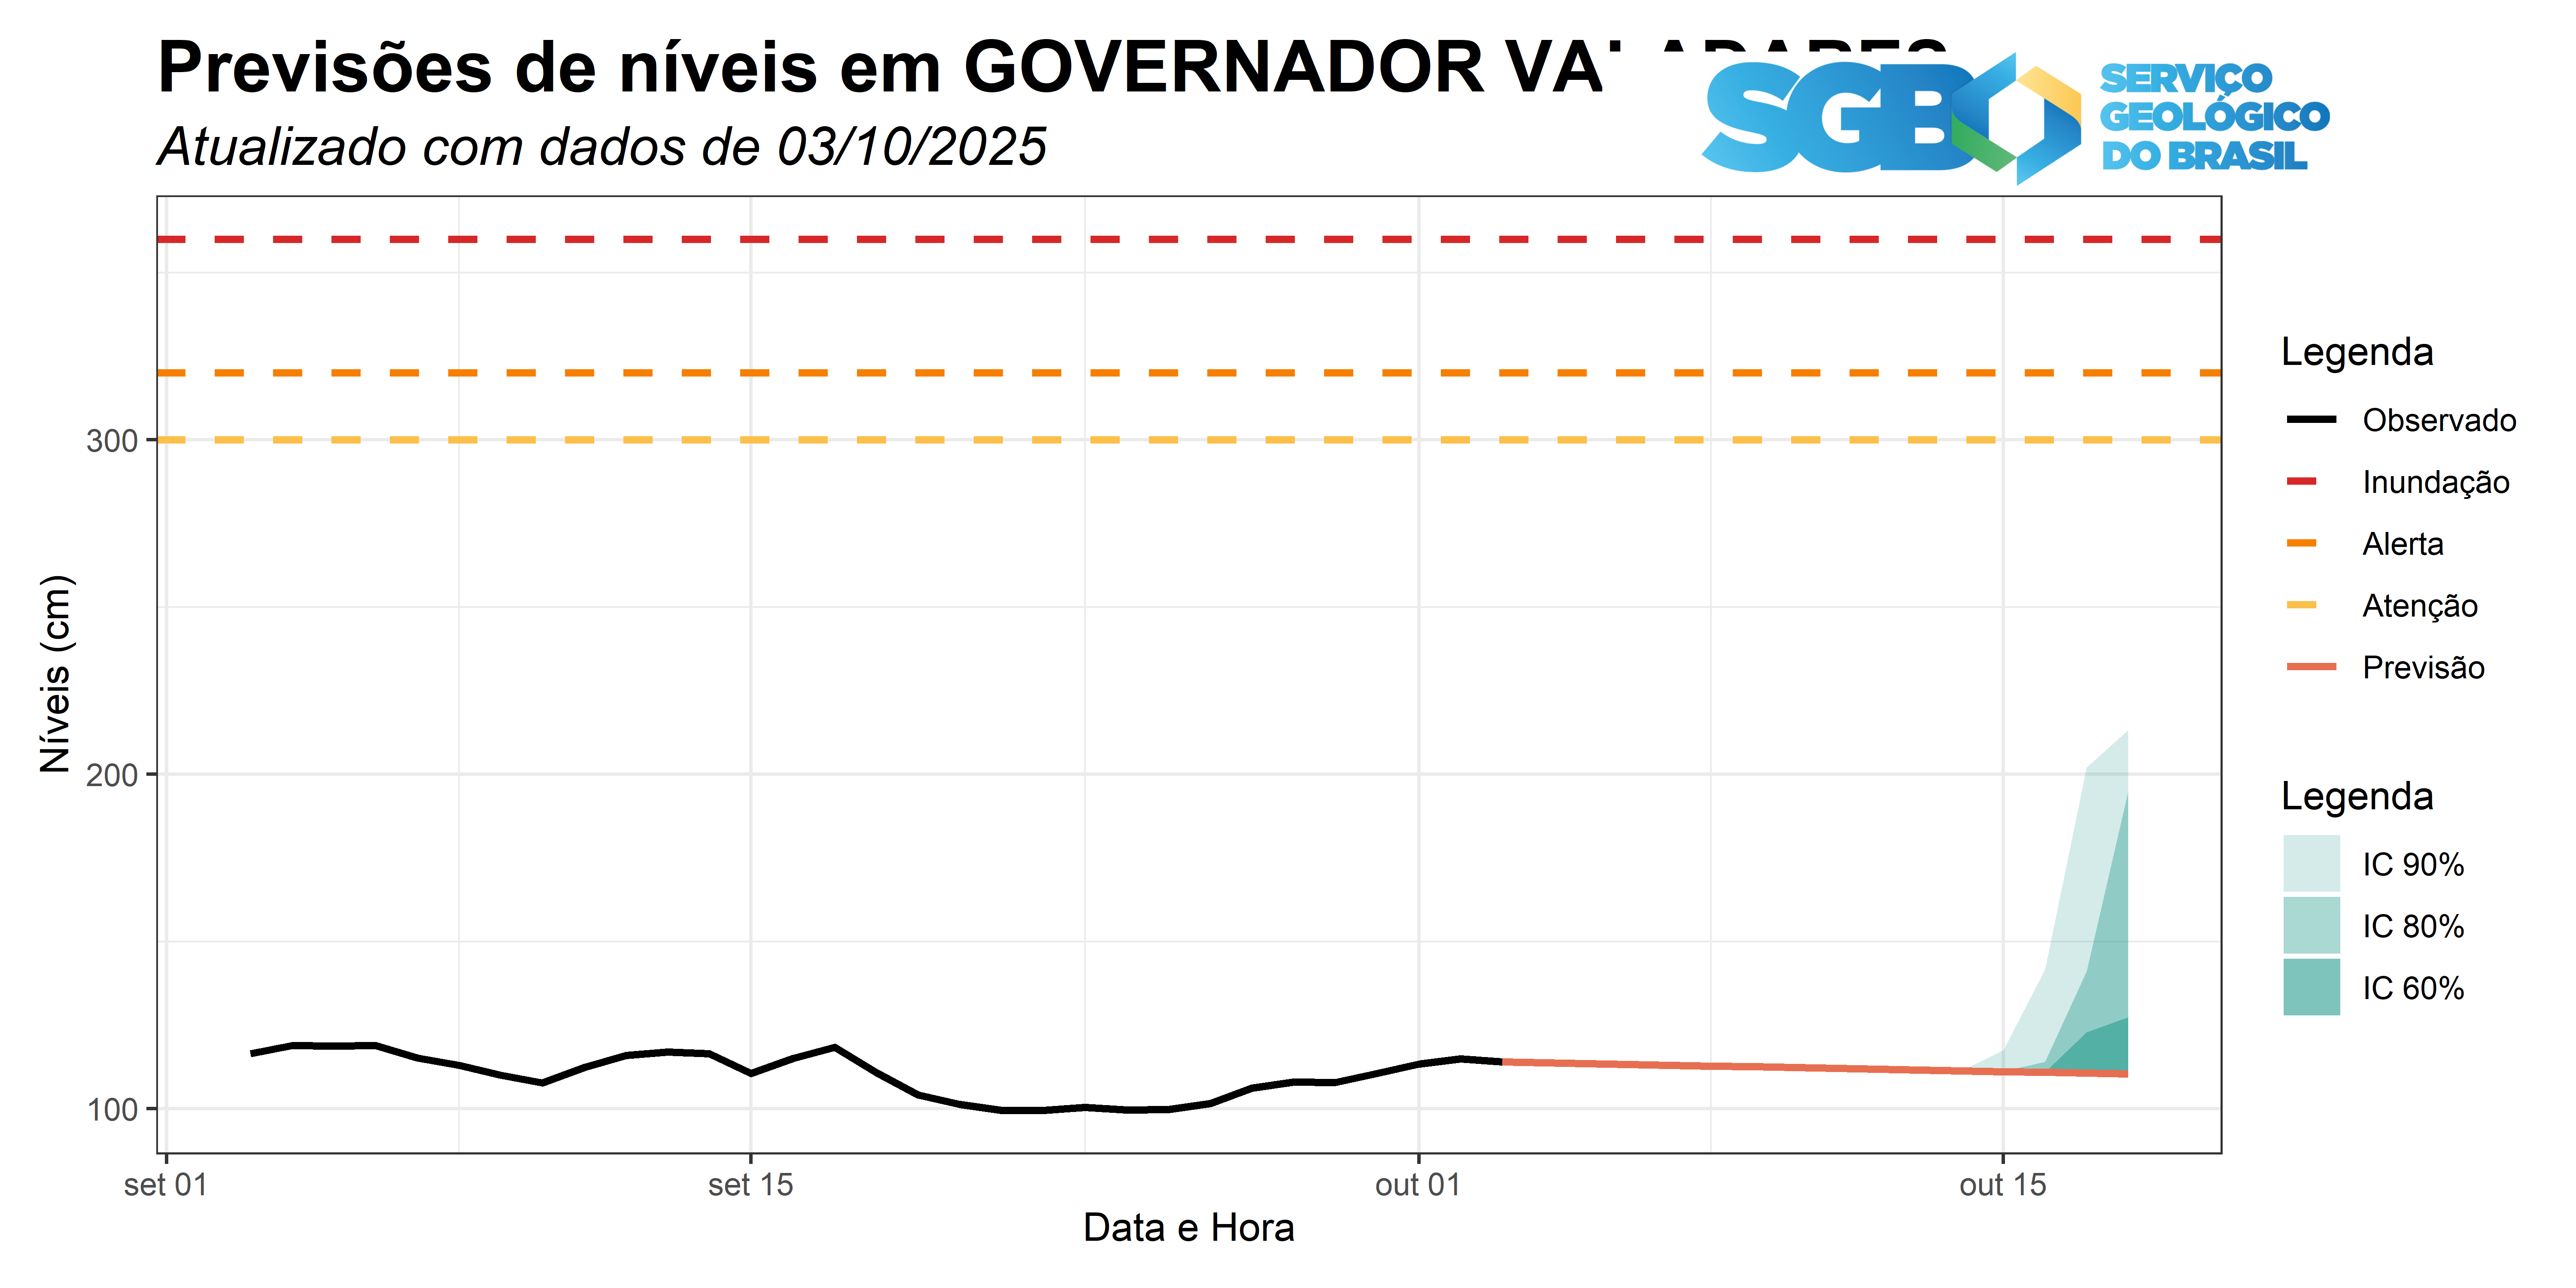 Previsões de níveis em GOVERNADOR
Atualizado com dados de 03/10/2025
SGB
SERVIÇO
GEOLÓGICO
DO BRASIL
Níveis (cm)
300
200
100
set 01
set 15
out 01
out 15
Data e Hora
Legenda
Observado
Inundação
Alerta
Atenção
Previsão
Legenda
IC 90%
IC 80%
IC 60%